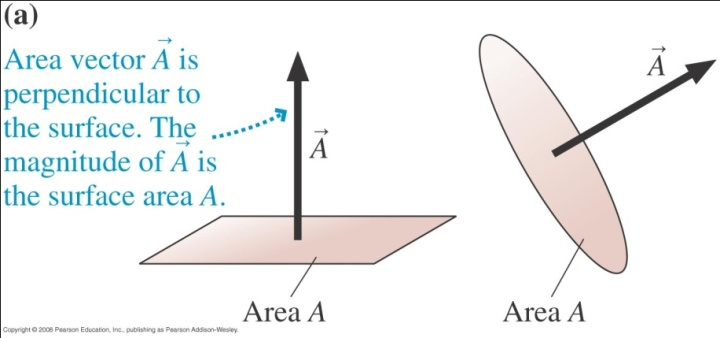 (a)
Area vector A⃗ is
perpendicular to
the surface. The
magnitude of A⃗ is
the surface area A.
A⃗
A⃗
Area A
Area A
Copyright © 2008 Pearson Education, Inc., publishing as Pearson Addison-Wesley.